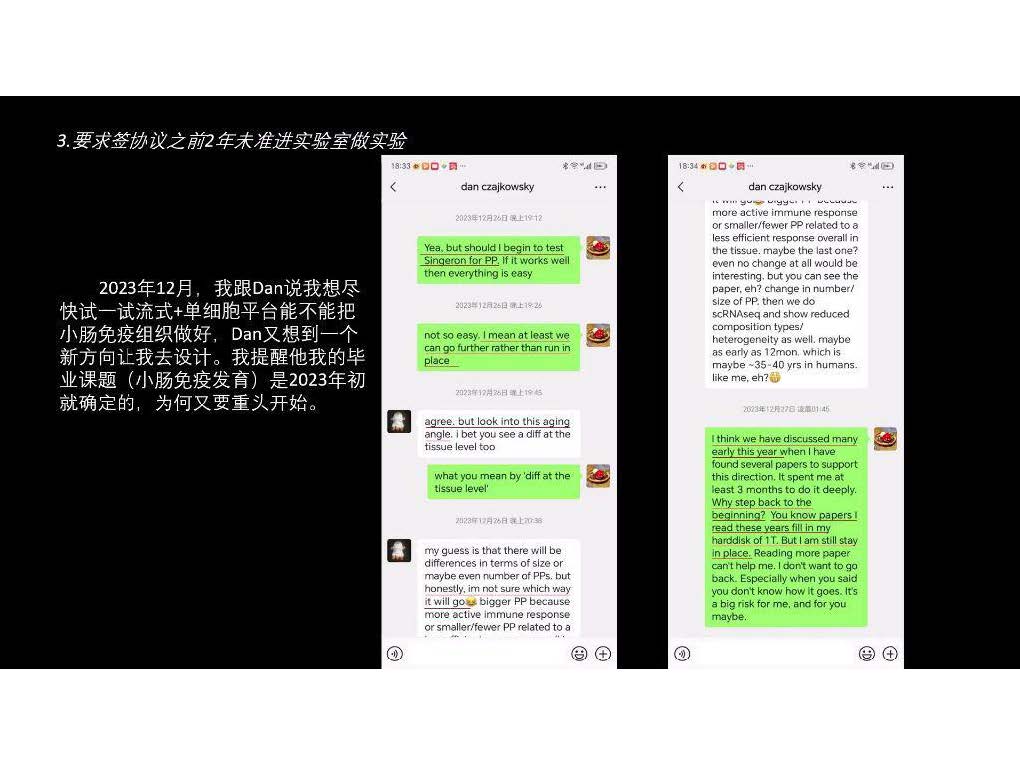 3.要求签协议之前2年未准进实验室做实验
2023年12月，我跟Dan说我想尽
快试一试流式+单细胞平台能不能把
小肠免疫组织做好，Dan又想到一个
新方向让我去设计。我提醒他我的毕
业课题（小肠免疫发育）是2023年初
就确定的，为何又要重头开始。
18:33
dan czajkowsky
2023年12月26日 晚上19:12
Yea, but should I begin to test
Singeron for PP. If it works well
then everything is easy
2023年12月26日 晚上19:26
not so easy. I mean at least we
can go further rather than run in
place
2023年12月26日 晚上19:45
agree. but look into this aging
angle. i bet you see a diff at the
tissue level too
what you mean by 'diff at the
tissue level'
2023年12月26日 晚上20:38
my guess is that there will be
differences in terms of size or
maybe even number of PPs. but
honestly, im not sure which way
it will go😂 bigger PP because
more active immune response
or smaller/fewer PP related to a
18:34
dan czajkowsky
it will go😂 bigger PP because
more active immune response
or smaller/fewer PP related to a
less efficient response overall in
the tissue. maybe the last one?
even no change at all would be
interesting. but you can see the
paper, eh? change in number/
size of PP. then we do
scRNAseq and show reduced
composition types/
heterogeneity as well. maybe
as early as 12mon. which is
maybe ~35-40 yrs in humans.
like me, eh?😁
2023年12月27日 凌晨01:45
I think we have discussed many
early this year when I have
found several papers to support
this direction. It spent me at
least 3 months to do it deeply.
Why step back to the
beginning? You know papers I
read these years fill in my
harddisk of 1T. But I am still stay
in place. Reading more paper
can't help me. I don't want to go
back. Especially when you said
you don't know how it goes. It's
a big risk for me, and for you
maybe.